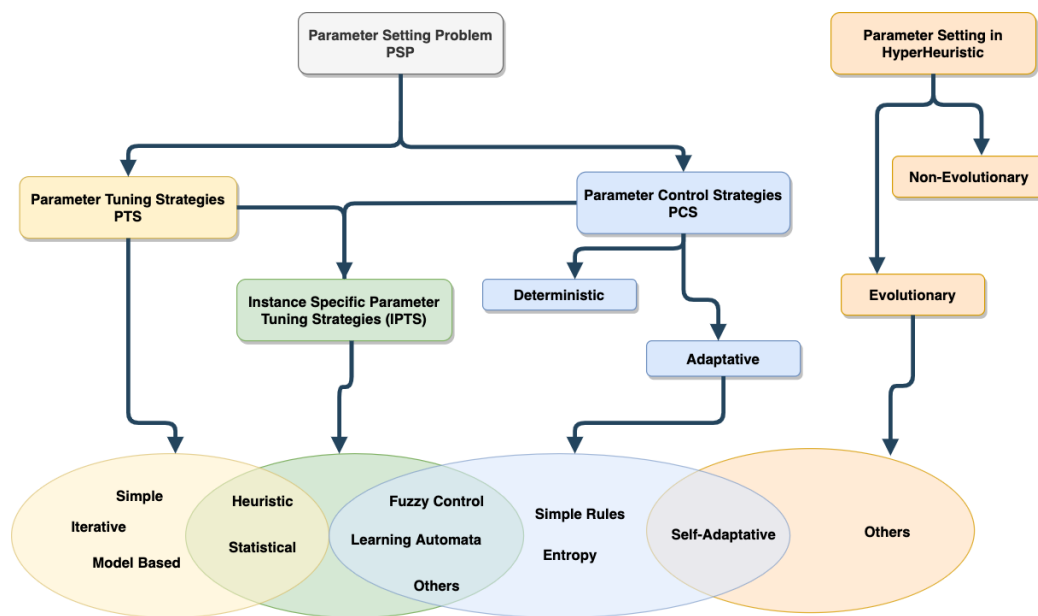 Parameter Setting Problem
PSP
Parameter Setting in
HyperHeuristic
Non-Evolutionary
Parameter Tuning Strategies
PTS
Parameter Control Strategies
PCS
Instance Specific Parameter
Tuning Strategies (IPTS)
Deterministic
Evolutionary
Adaptative
Simple
Iterative
Model Based
Heuristic
Statistical
Fuzzy Control
Learning Automata
Others
Simple Rules
Entropy
Self-Adaptive
Others